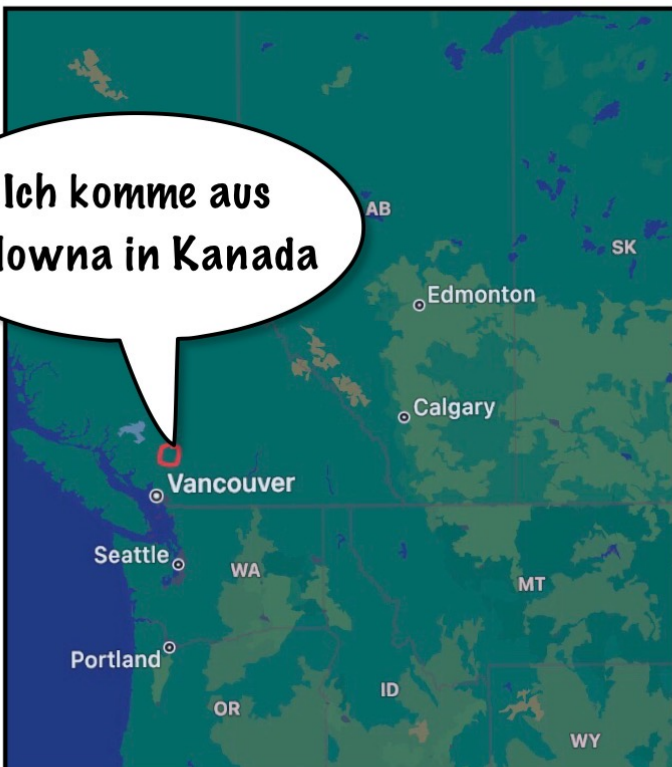 Ich komme aus
lowna in Kanada
AB
SK
Edmonton
Calgary
Vancouver
Seattle
WA
MT
Portland
ID
OR
WY